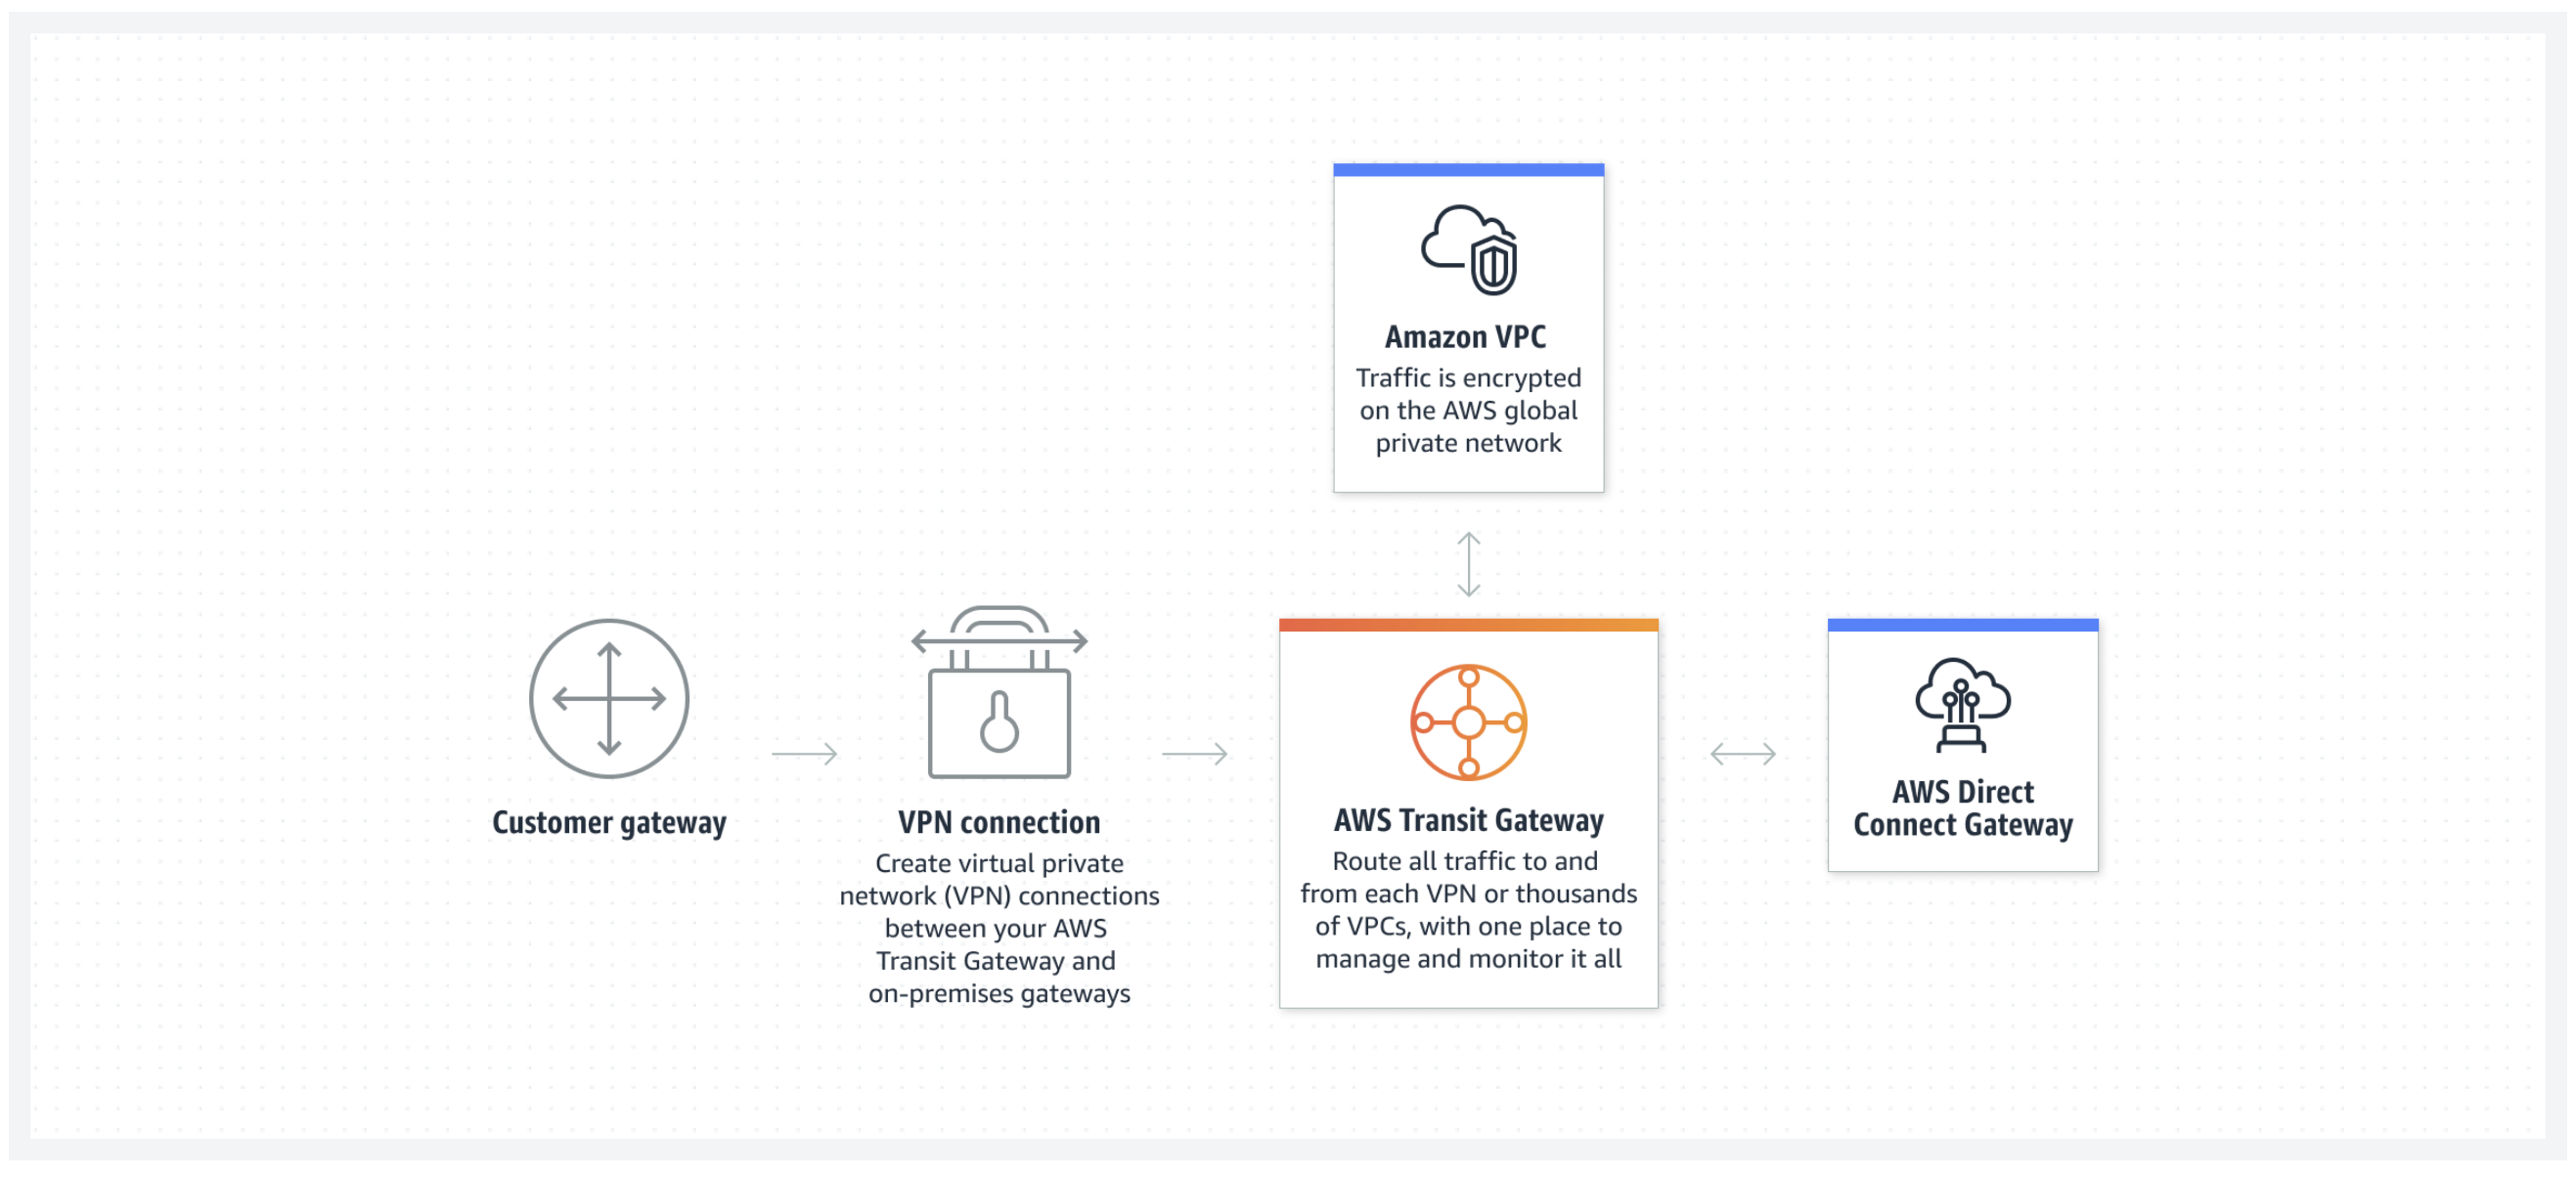 Amazon VPC
Traffic is encrypted
on the AWS global
private network
Customer gateway
VPN connection
Create virtual private
network (VPN) connections
between your AWS
Transit Gateway and
on-premises gateways
AWS Transit Gateway
Route all traffic to and
from each VPN or thousands
of VPCs, with one place to
manage and monitor it all
AWS Direct
Connect Gateway